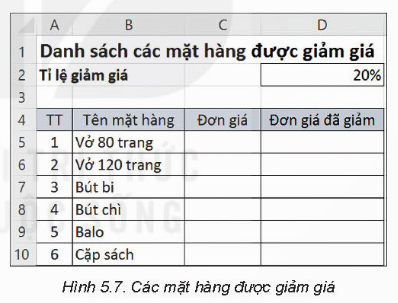 A B C D
1 Danh sách các mặt hàng được giảm giá
2 Tỉ lệ giảm giá 20%
3
4 TT Tên mặt hàng Đơn giá Đơn giá đã giảm
5 1 Vở 80 trang
6 2 Vở 120 trang
7 3 Bút bi
8 4 Bút chì
9 5 Balo
10 6 Cặp sách
Hình 5.7. Các mặt hàng được giảm giá